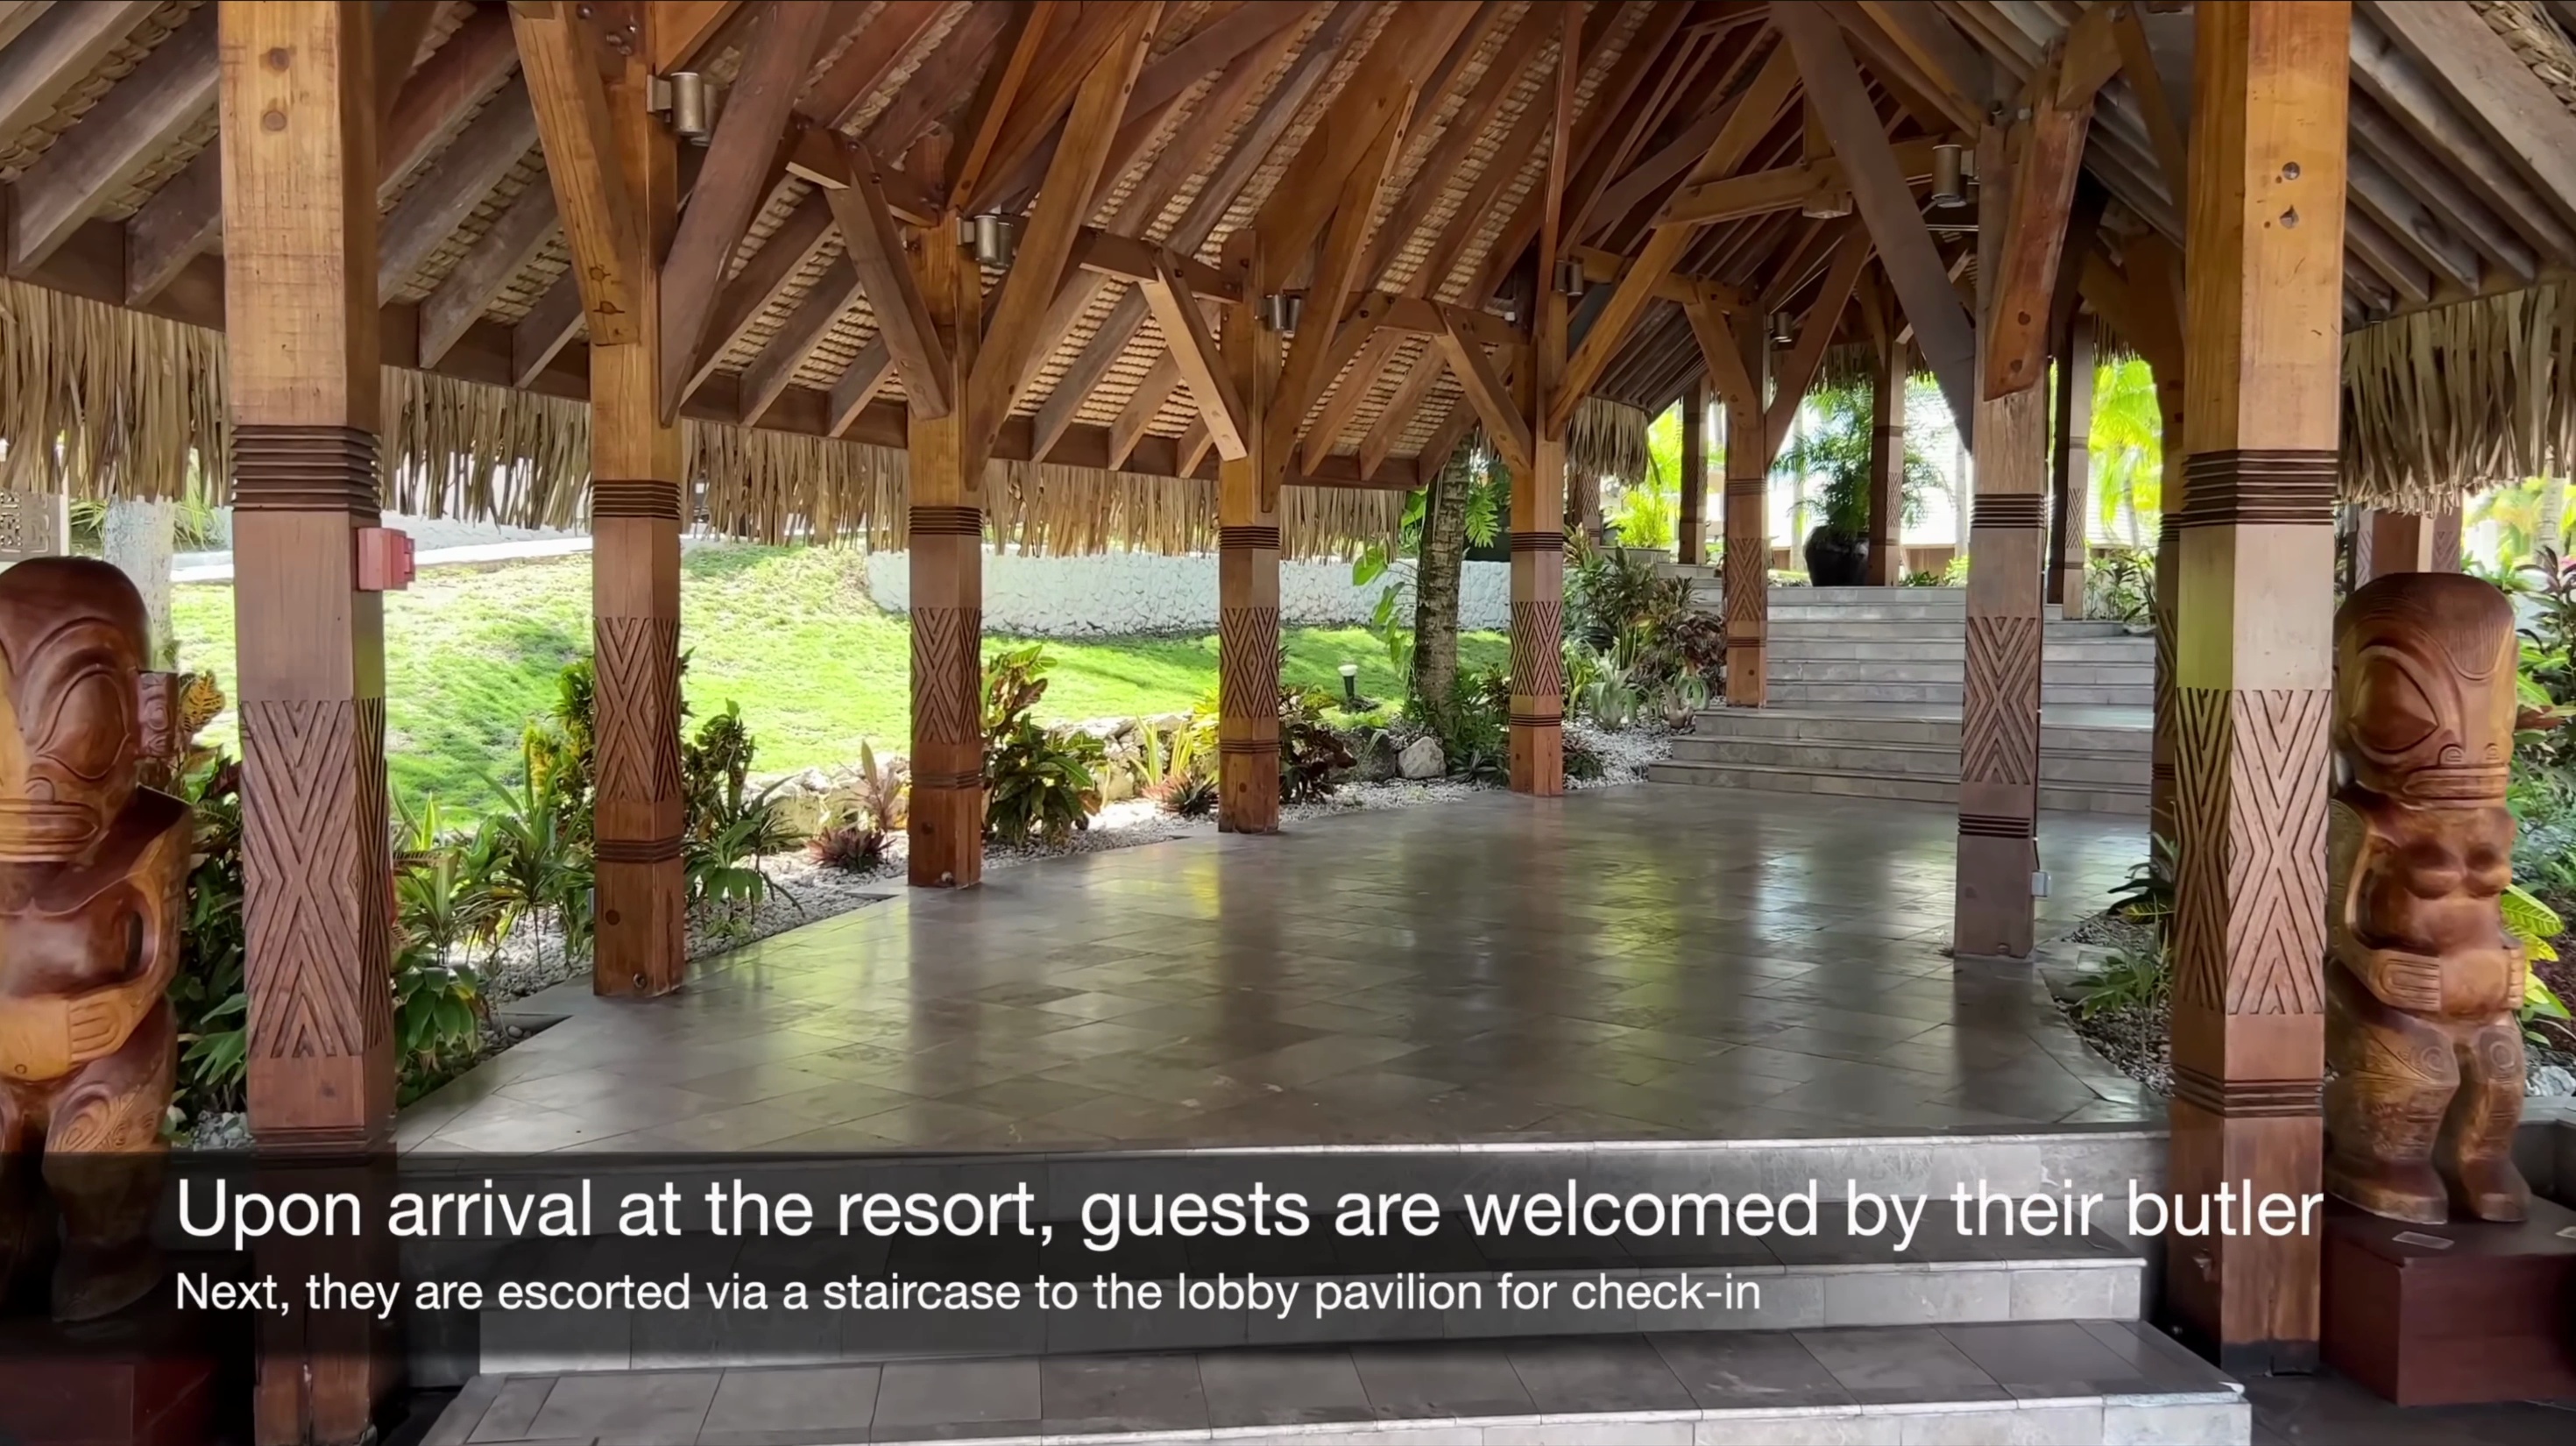 Upon arrival at the resort, guests are welcomed by their butler
Next, they are escorted via a staircase to the lobby pavilion for check-in